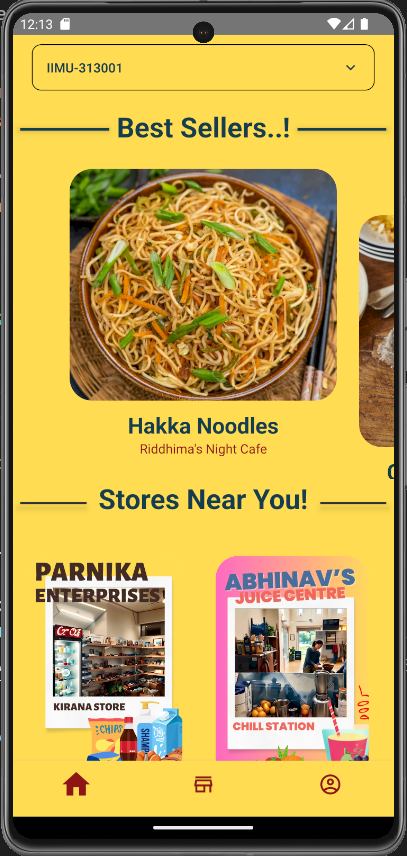 12:13
IIMU-313001
Best Sellers..!
Hakka Noodles
Riddhima's Night Cafe
Stores Near You!
PARNIKA
ENTERPRISES!
KIRANA STORE
CHIPS
SHAMP
ABHINAV'S
JUICE CENTRE
CHILL STATION